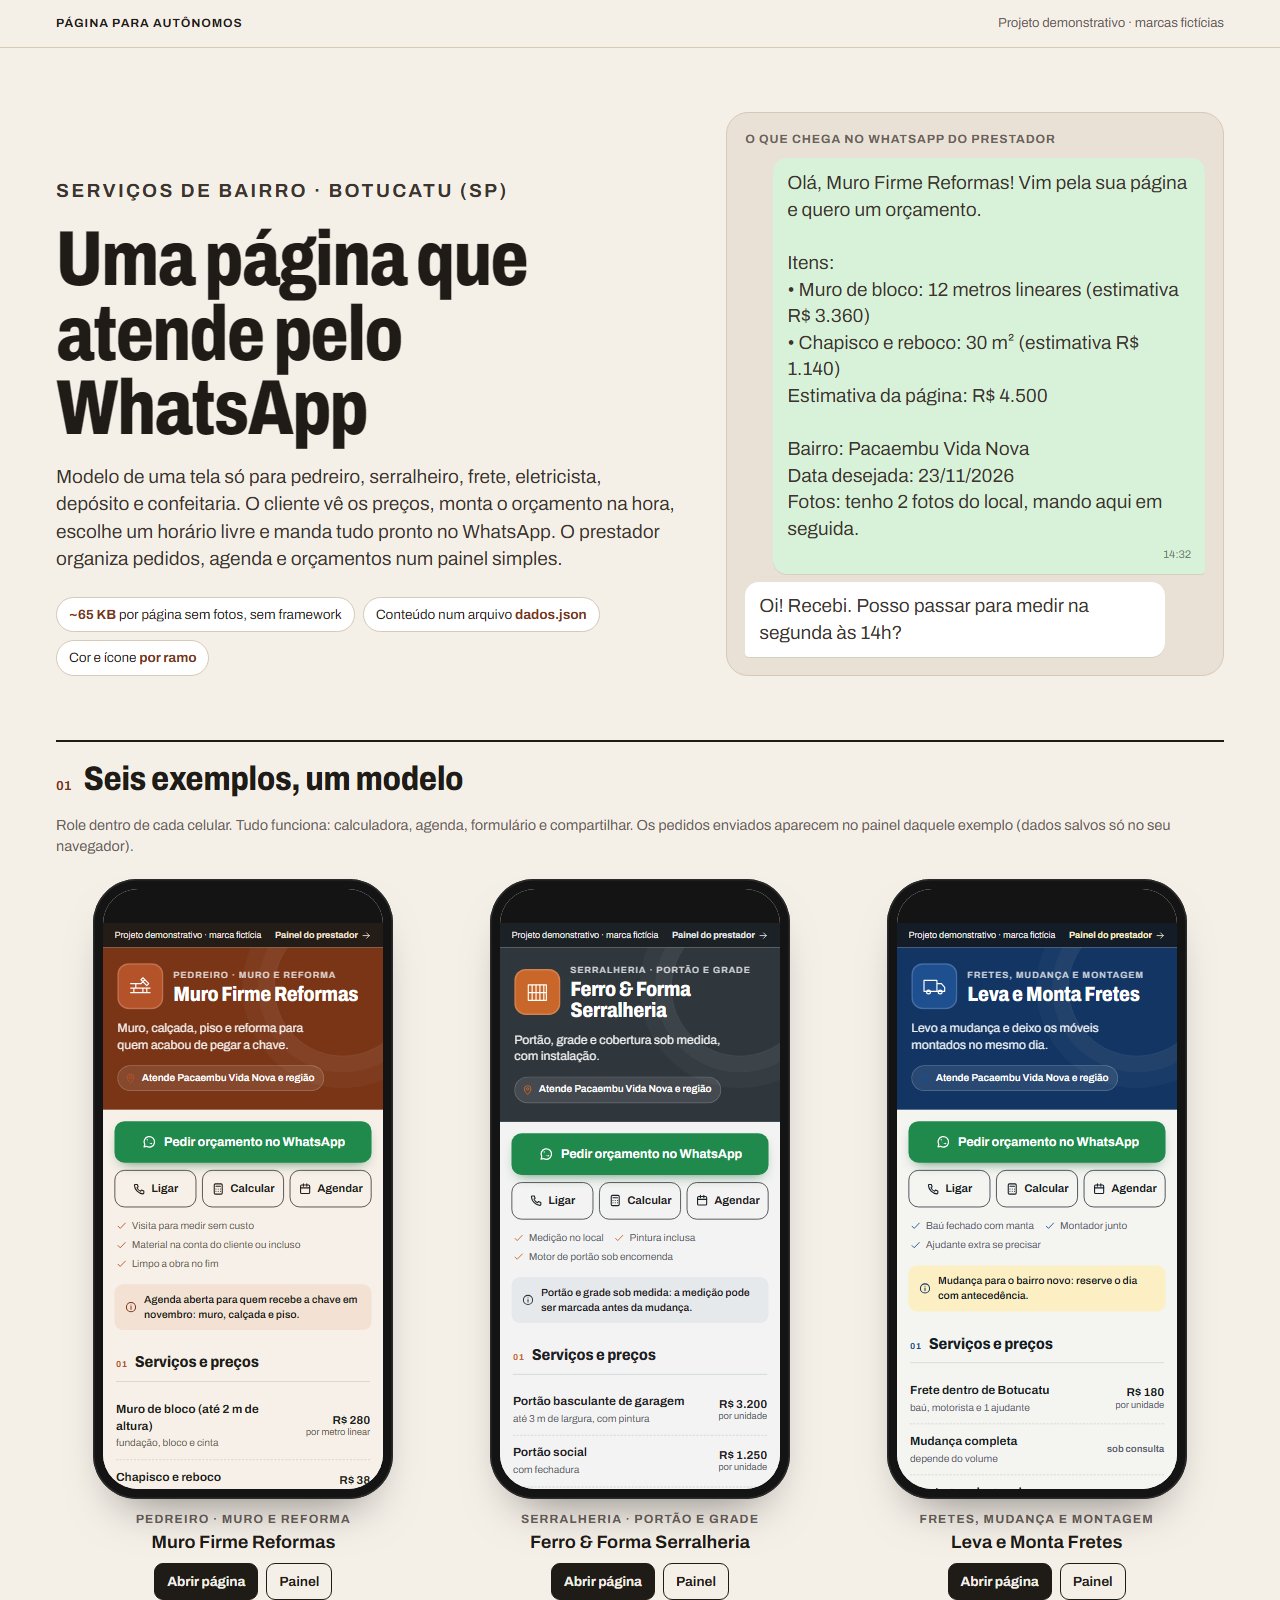 PÁGINA PARA AUTÔNOMOS
Projeto demonstrativo · marcas fictícias
SERVIÇOS DE BAIRRO · BOTUCATU (SP)
Uma página que
atende pelo
WhatsApp
Modelo de uma tela só para pedreiro, serralheiro, frete, eletricista,
depósito e confeitaria. O cliente vê os preços, monta o orçamento na hora,
escolhe um horário livre e manda tudo pronto no WhatsApp. O prestador
organiza pedidos, agenda e orçamentos num painel simples.
~65 KB por página sem fotos, sem framework
Conteúdo num arquivo dados.json
Cor e ícone por ramo
O QUE CHEGA NO WHATSAPP DO PRESTADOR
Olá, Muro Firme Reformas! Vim pela sua página
e quero um orçamento.
Itens:
• Muro de bloco: 12 metros lineares (estimativa
R$ 3.360)
• Chapisco e reboco: 30 m² (estimativa R$
1.140)
Estimativa da página: R$ 4.500
Bairro: Pacaembu Vida Nova
Data desejada: 23/11/2026
Fotos: tenho 2 fotos do local, mando aqui em
seguida.
14:32
Oi! Recebi. Posso passar para medir na
segunda às 14h?
01 Seis exemplos, um modelo
Role dentro de cada celular. Tudo funciona: calculadora, agenda, formulário e compartilhar. Os pedidos enviados aparecem no painel daquele exemplo (dados salvos só no seu
navegador).
Projeto demonstrativo · marca fictícia
Painel do prestador →
PEDREIRO · MURO E REFORMA
Muro Firme Reformas
Muro, calçada, piso e reforma para
quem acabou de pegar a chave.
Atende Pacaembu Vida Nova e região
Pedir orçamento no WhatsApp
Ligar
Calcular
Agendar
Visita para medir sem custo
Material na conta do cliente ou incluso
Limpo a obra no fim
Agenda aberta para quem recebe a chave em
novembro: muro, calçada e piso.
01 Serviços e preços
Muro de bloco (até 2 m de
altura)
fundação, bloco e cinta
R$ 280
por metro linear
Chapisco e reboco
R$ 38
PEDREIRO · MURO E REFORMA
Muro Firme Reformas
Abrir página
Painel
Projeto demonstrativo · marca fictícia
Painel do prestador →
SERRALHERIA · PORTÃO E GRADE
Ferro & Forma
Serralheria
Portão, grade e cobertura sob medida,
com instalação.
Atende Pacaembu Vida Nova e região
Pedir orçamento no WhatsApp
Ligar
Calcular
Agendar
Medição no local
Pintura inclusa
Motor de portão sob encomenda
Portão e grade sob medida: a medição pode
ser marcada antes da mudança.
01 Serviços e preços
Portão basculante de garagem
até 3 m de largura, com pintura
R$ 3.200
por unidade
Portão social
com fechadura
R$ 1.250
por unidade
SERRALHERIA · PORTÃO E GRADE
Ferro & Forma Serralheria
Abrir página
Painel
Projeto demonstrativo · marca fictícia
Painel do prestador →
FRETES, MUDANÇA E MONTAGEM
Leva e Monta Fretes
Levo a mudança e deixo os móveis
montados no mesmo dia.
Atende Pacaembu Vida Nova e região
Pedir orçamento no WhatsApp
Ligar
Calcular
Agendar
Baú fechado com manta
Montador junto
Ajudante extra se precisar
Mudança para o bairro novo: reserve o dia
com antecedência.
01 Serviços e preços
Frete dentro de Botucatu
baú, motorista e 1 ajudante
R$ 180
por unidade
Mudança completa
depende do volume
sob consulta
FRETES, MUDANÇA E MONTAGEM
Leva e Monta Fretes
Abrir página
Painel